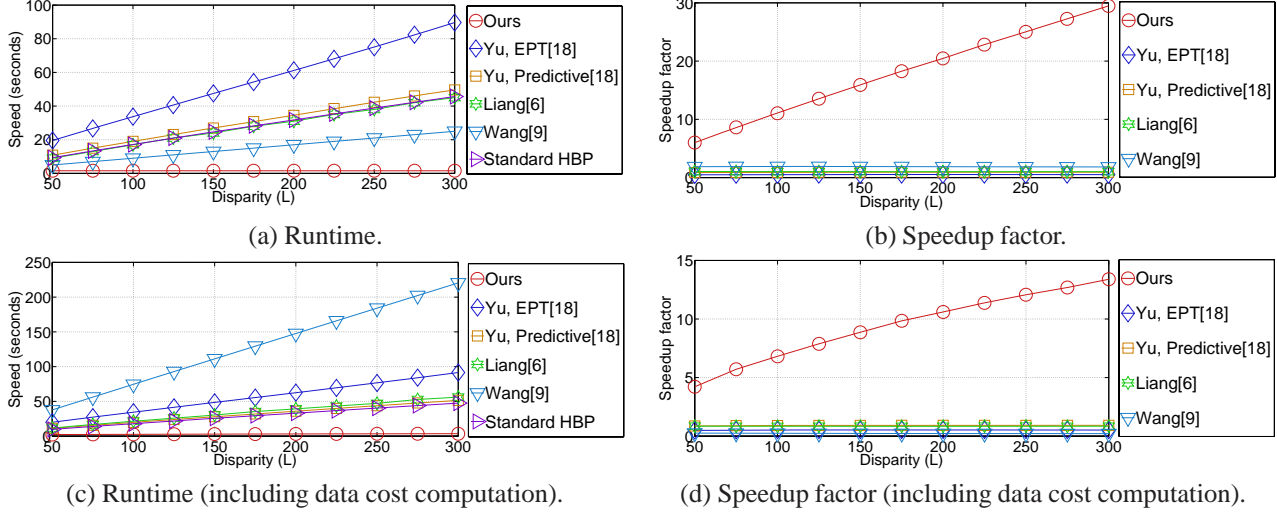 100
80
60
40
20
0
50
100
150
200
250
300
Speed (seconds)
Disparity (L)
Ours
Yu, EPT[18]
Yu, Predictive[18]
Liang[6]
Wang[9]
Standard HBP
(a) Runtime.
30
20
10
0
50
100
150
200
250
300
Speedup factor
Disparity (L)
Ours
Yu, EPT[18]
Yu, Predictive[18]
Liang[6]
Wang[9]
(b) Speedup factor.
250
200
150
100
50
0
50
100
150
200
250
300
Speed (seconds)
Disparity (L)
Ours
Yu, EPT[18]
Yu, Predictive[18]
Liang[6]
Wang[9]
Standard HBP
(c) Runtime (including data cost computation).
15
10
5
0
50
100
150
200
250
300
Speedup factor
Disparity (L)
Ours
Yu, EPT[18]
Yu, Predictive[18]
Liang[6]
Wang[9]
(d) Speedup factor (including data cost computation).